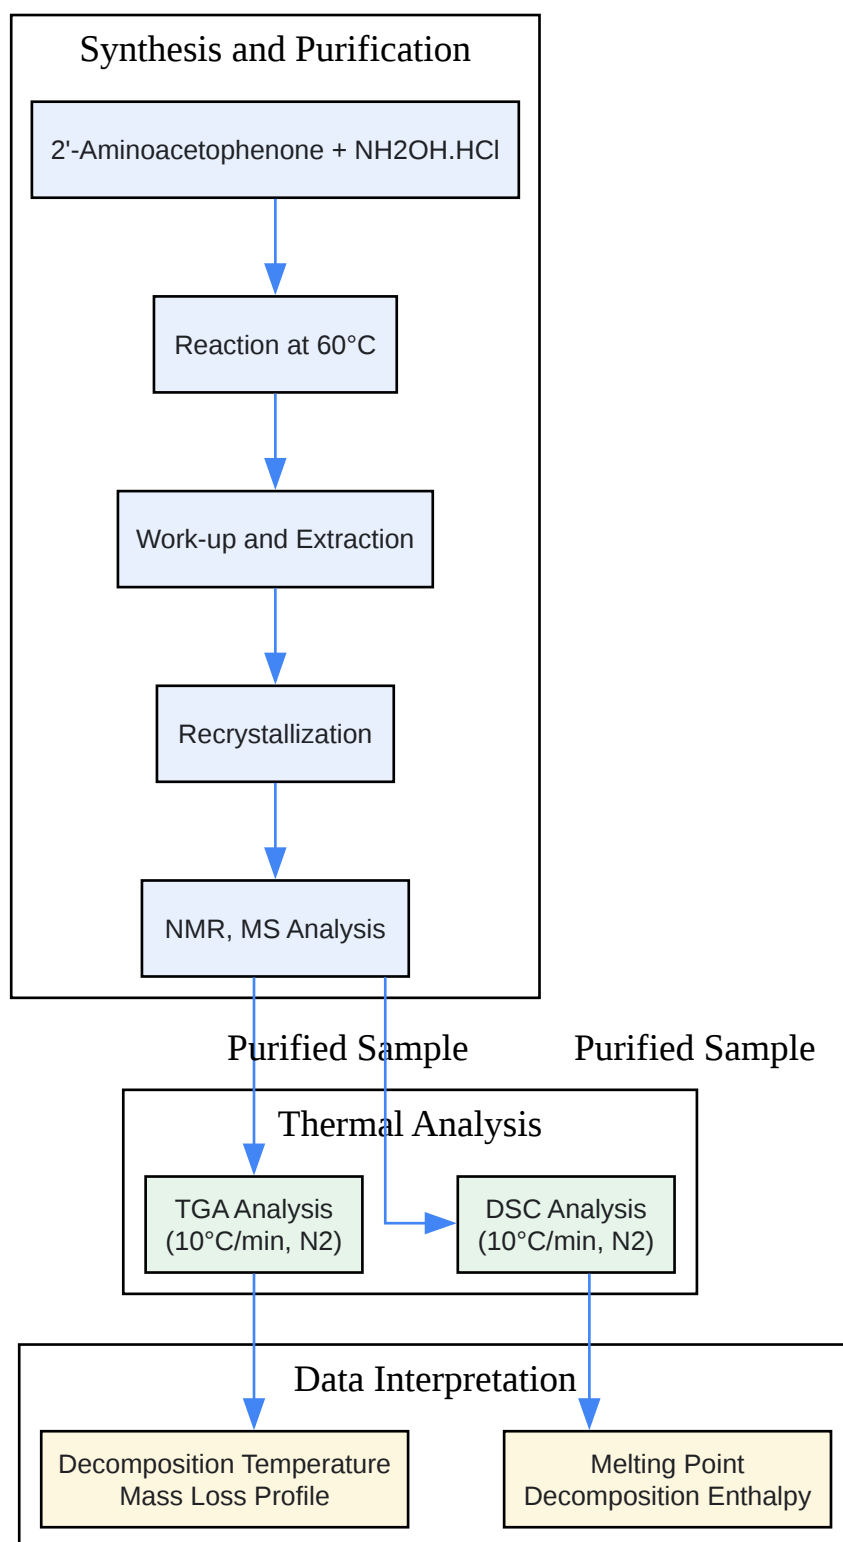 Synthesis and Purification
2'-Aminoacetophenone + NH2OH.HCl
Reaction at 60°C
Work-up and Extraction
Recrystallization
NMR, MS Analysis
Purified Sample
Purified Sample
Thermal Analysis
TGA Analysis
(10°C/min, N2)
DSC Analysis
(10°C/min, N2)
Data Interpretation
Decomposition Temperature
Mass Loss Profile
Melting Point
Decomposition Enthalpy